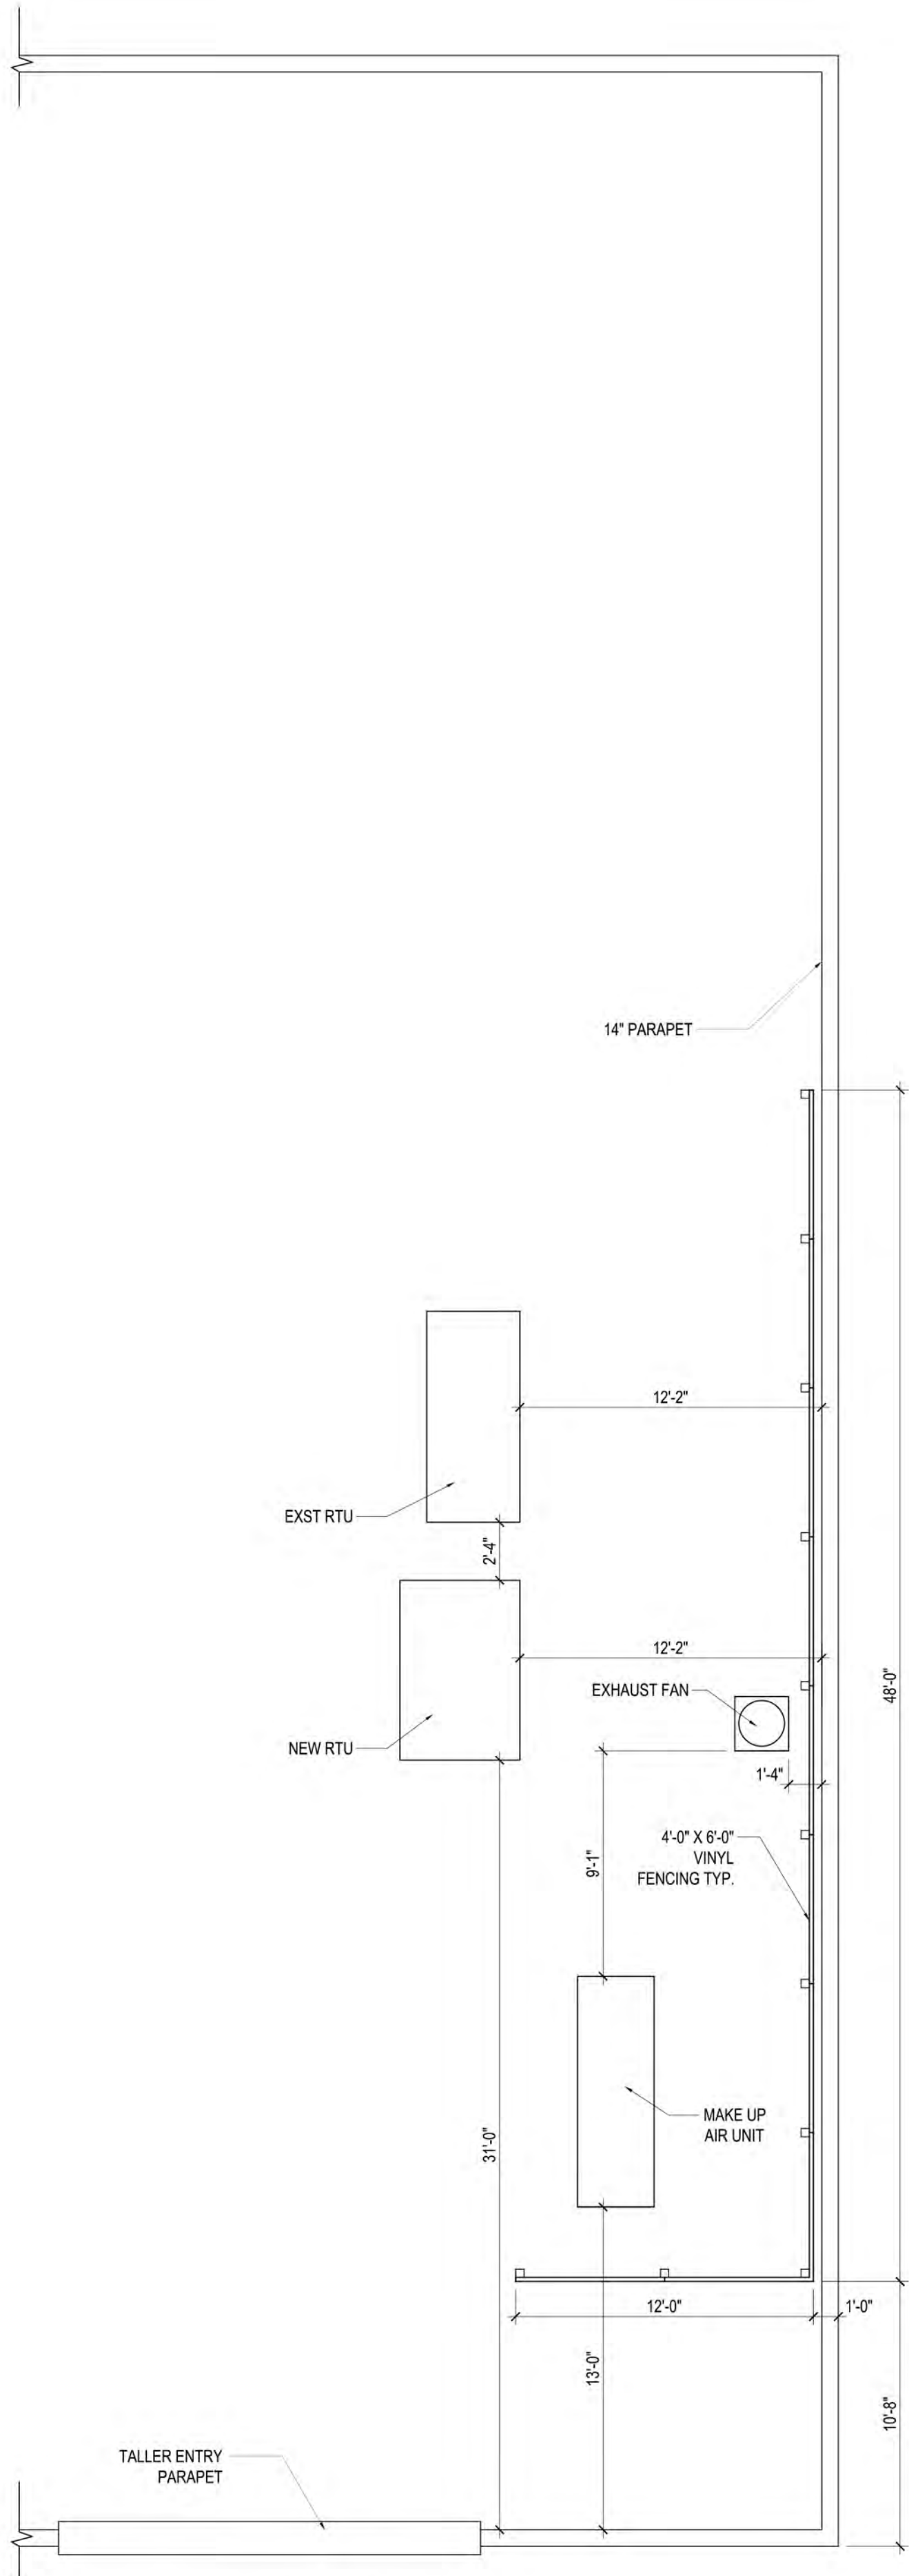 14" PARAPET
12'-2"
EXST RTU
2'-4"
12'-2"
48'-0"
EXHAUST FAN
NEW RTU
1'-4"
4'-0" X 6'-0"
VINYL
FENCING TYP.
9'-1"
MAKE UP
AIR UNIT
31'-0"
12'-0"
1'-0"
13'-0"
10'-8"
TALLER ENTRY
PARAPET